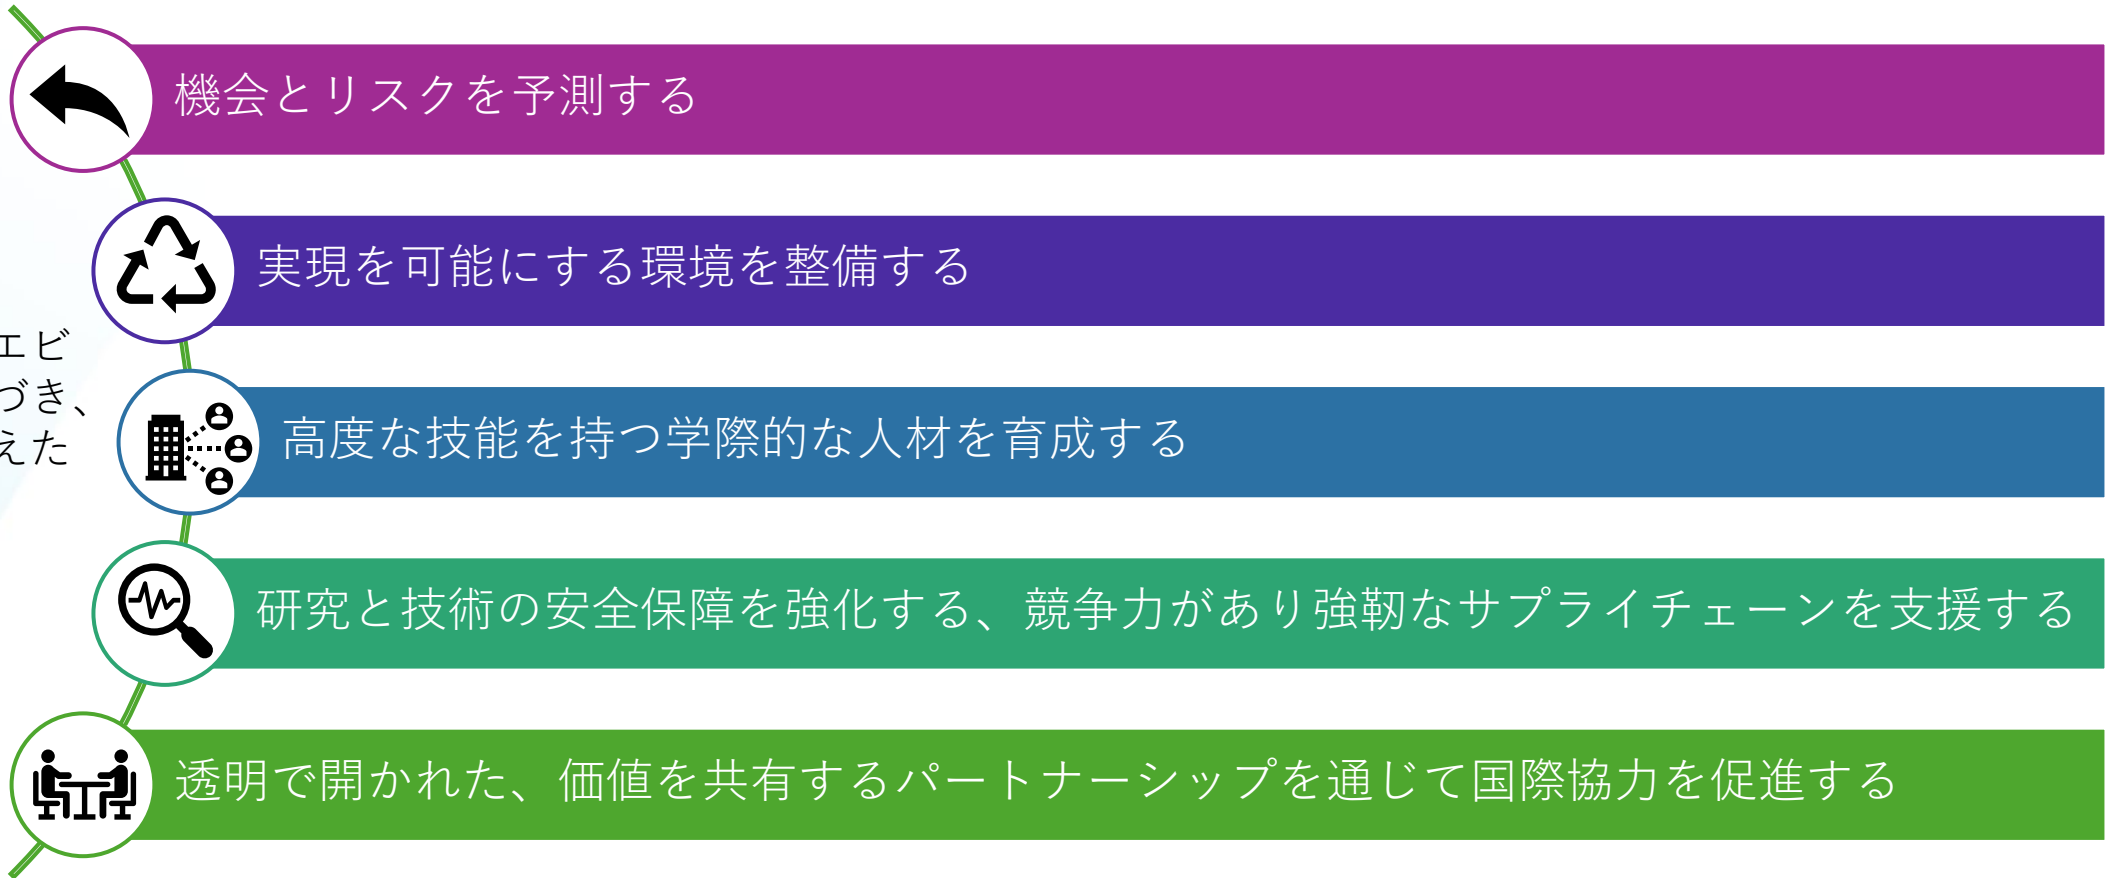 機会とリスクを予測する
実現を可能にする環境を整備する
エビ
づき、
えた
高度な技能を持つ学際的な人材を育成する
研究と技術の安全保障を強化する、競争力があり強靭なサプライチェーンを支援する
透明で開かれた、価値を共有するパートナーシップを通じて国際協力を促進する